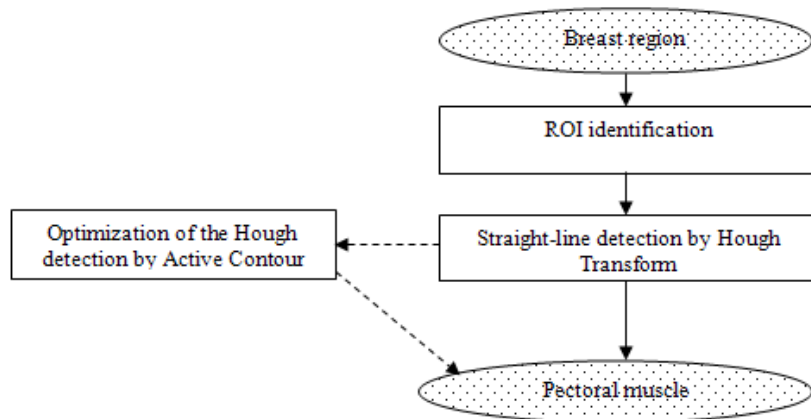 Breast region
ROI identification
Optimization of the Hough
detection by Active Contour
Straight-line detection by Hough
Transform
Pectoral muscle